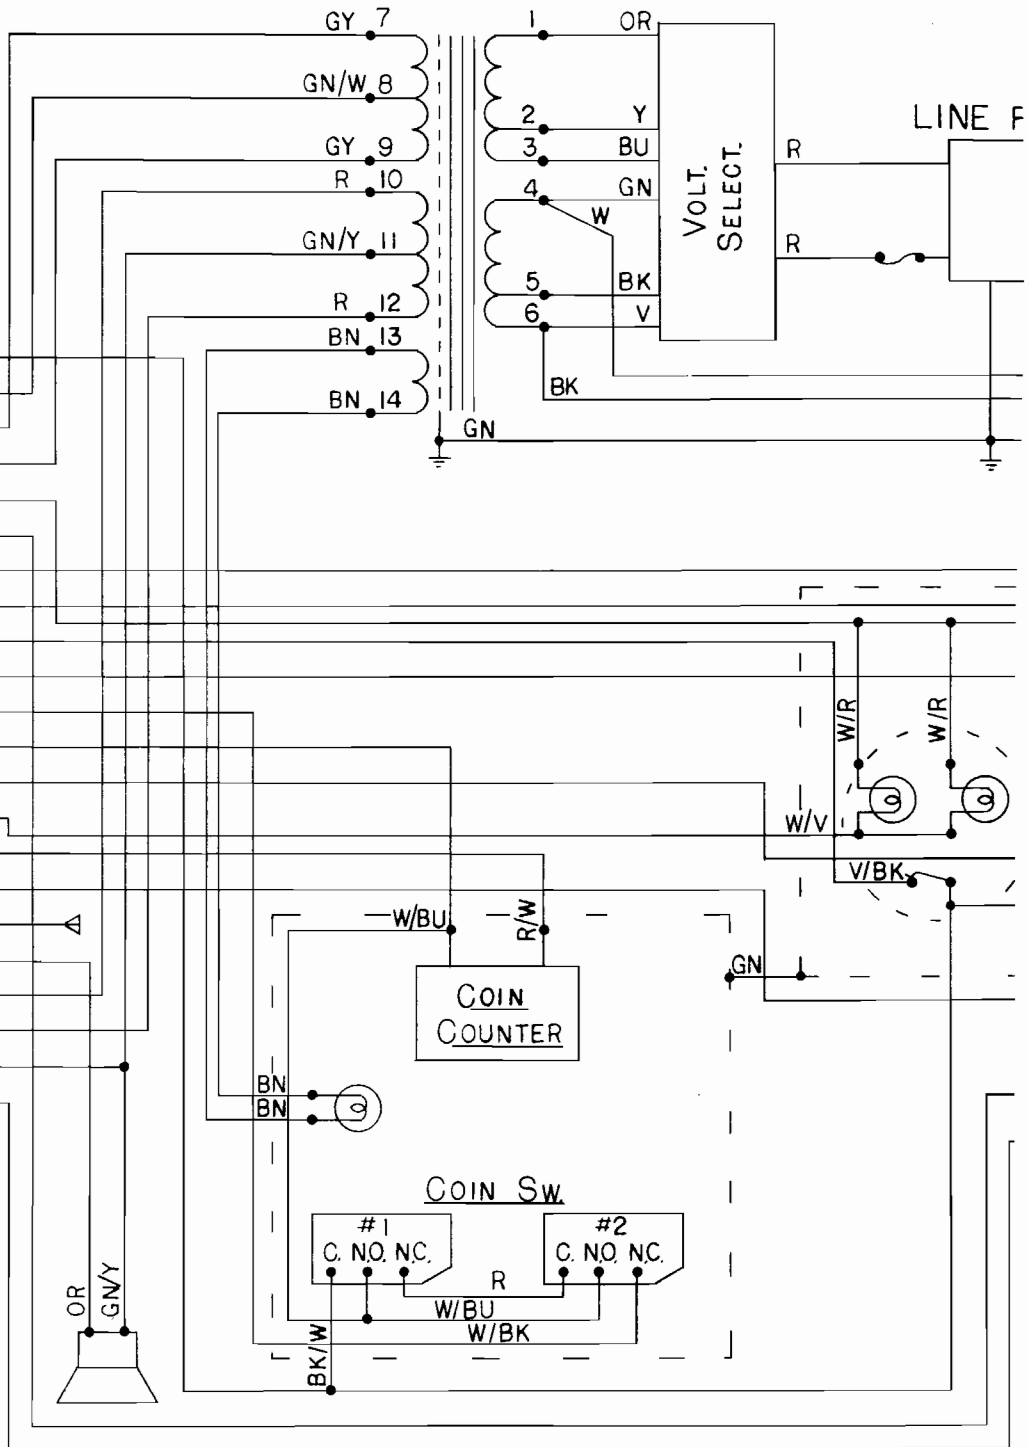 GY 7
1 OR
GN/W 8
2 Y
GY 9
3 BU
R 10
4 GN
W
GN/Y 11
5 BK
R 12
6 V
BN 13
BN 14
BK
GN
VOLT.
SELECT.
R
R
LINE F
W/R
W/R
W/V
V/BK
W/BU
R/W
GN
COIN
COUNTER
BN
BN
COIN SW.
#1
C. N.O. N.C.
#2
C. N.O. N.C.
R
W/BU
W/BK
BK/W
OR
GN/Y